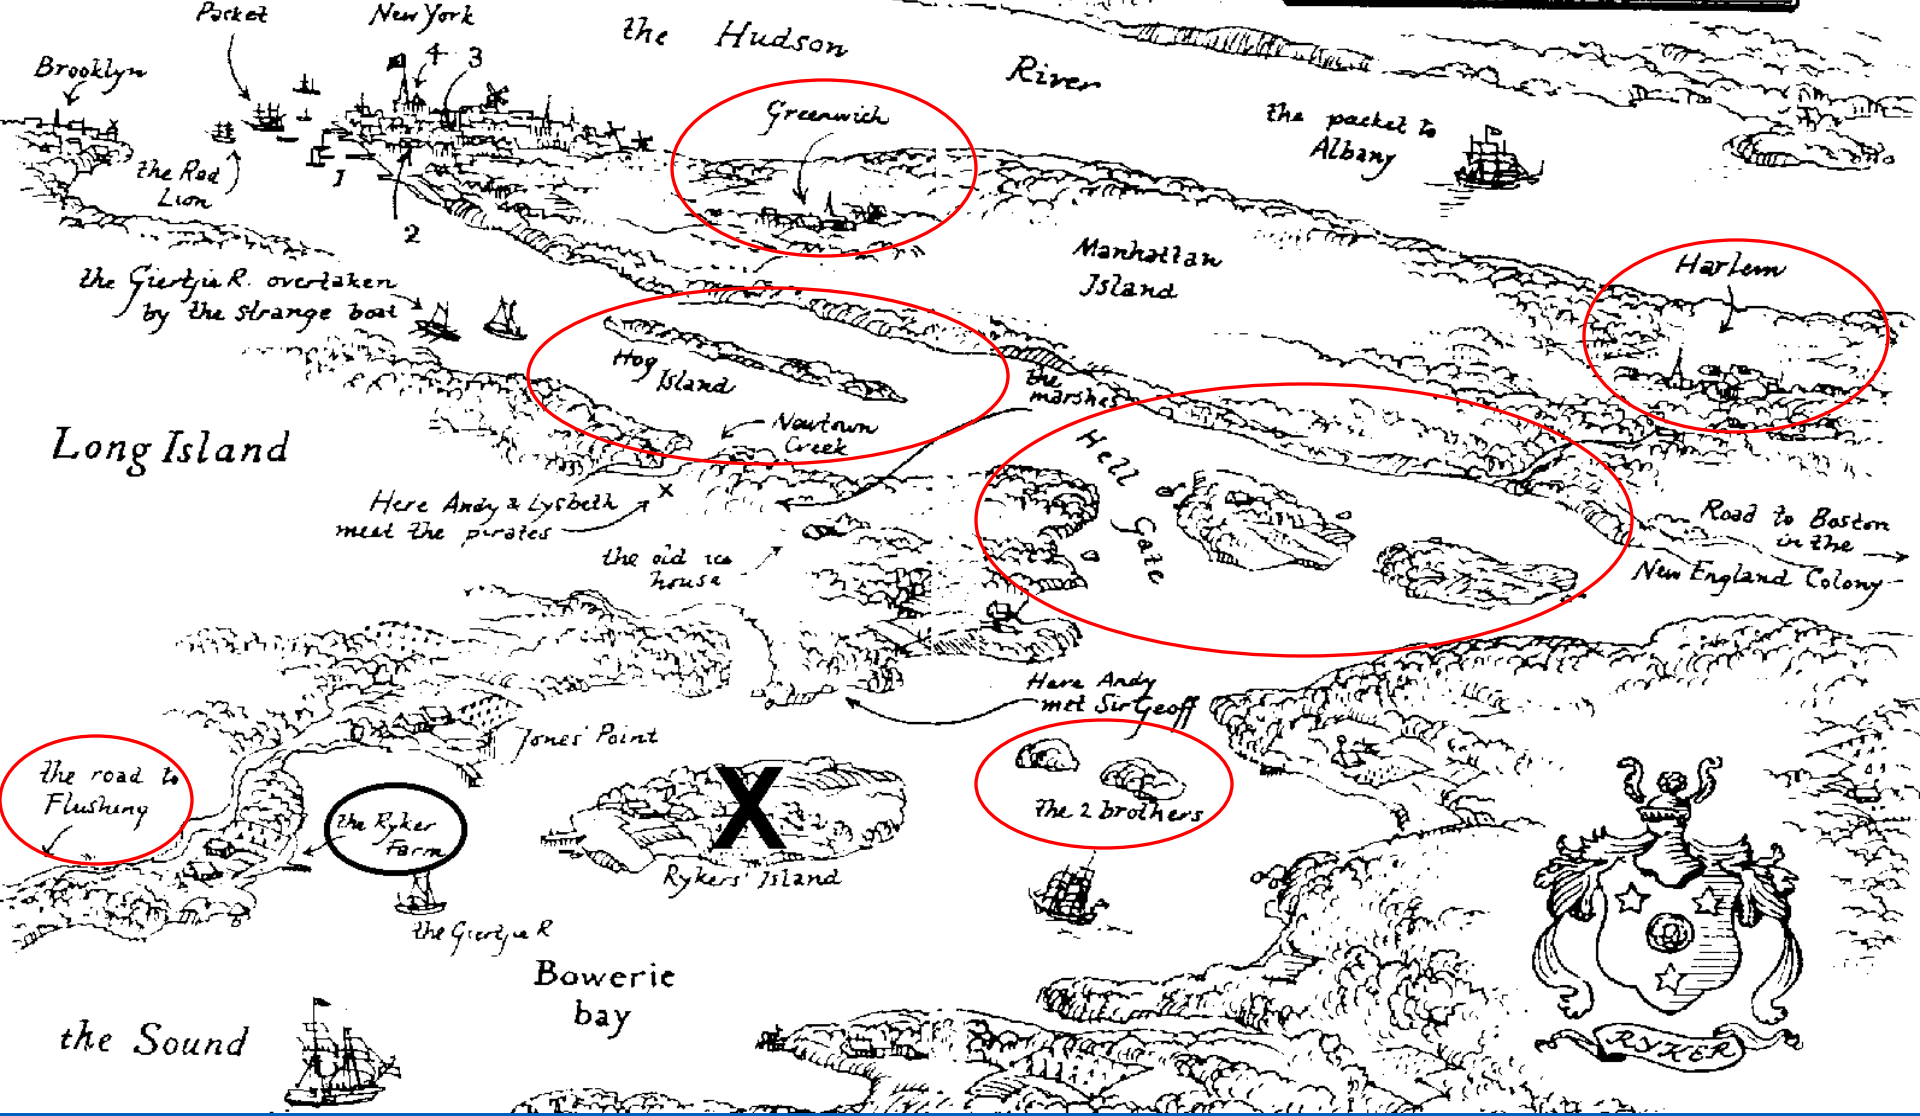 Packet
New York
the Hudson
River
4
3
Brooklyn
Greenwich
the packet to
Albany
the Red
Lion
1
2
Manhattan
Island
Harlem
the Giertjie R. overtaken
by the strange boat
Hog
Island
the
marshes
Newtown
Creek
Long Island
Hell
Gate
Here Andy & Lysbeth
meet the pirates
X
Road to Boston
in the
New England Colony
the old ice
house
Here Andy
met Sir Geoff
Jones' Point
the road to
Flushing
the Ryker
Farm
X
the 2 brothers
Rykers' Island
the Giertjie R
Bowerie
bay
the Sound
RYKER